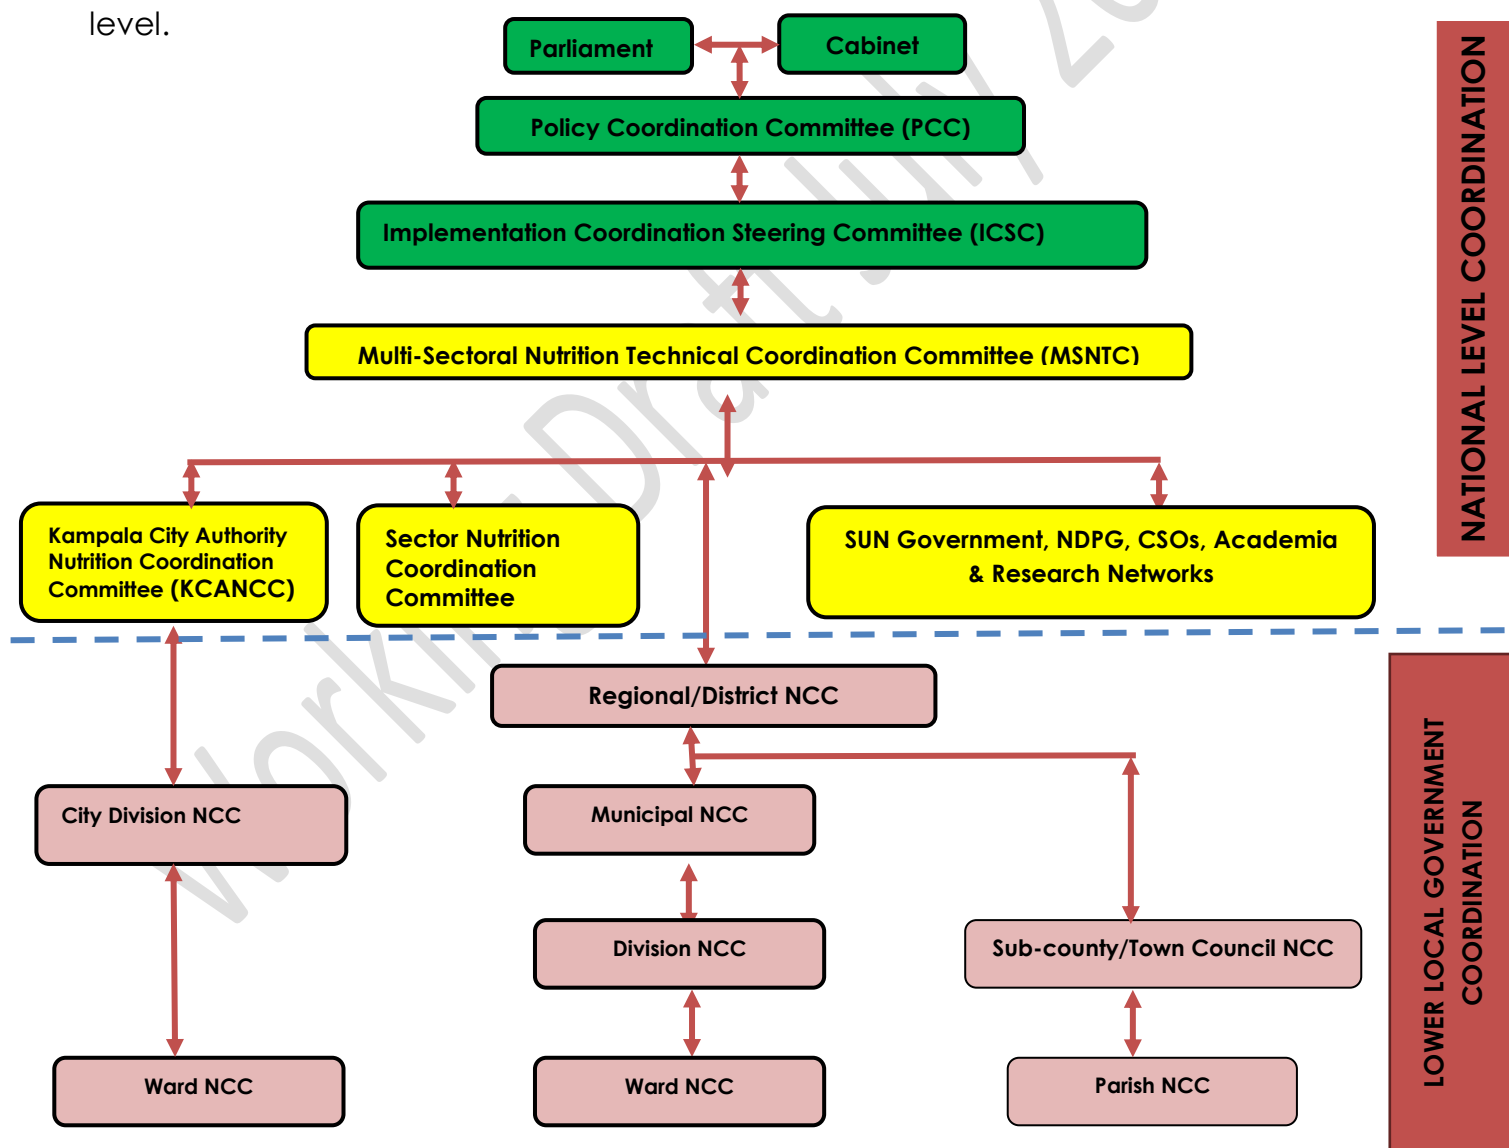 level.
Parliament
Cabinet
Policy Coordination Committee (PCC)
Implementation Coordination Steering Committee (ICSC)
Multi-Sectoral Nutrition Technical Coordination Committee (MSNTC)
Kampala City Authority
Nutrition Coordination
Committee (KCANCC)
Sector Nutrition
Coordination
Committee
SUN Government, NDPG, CSOs, Academia
& Research Networks
NATIONAL LEVEL COORDINATION
Regional/District NCC
City Division NCC
Municipal NCC
Division NCC
Sub-county/Town Council NCC
Ward NCC
Ward NCC
Parish NCC
LOWER LOCAL GOVERNMENT
COORDINATION
Working Draft July